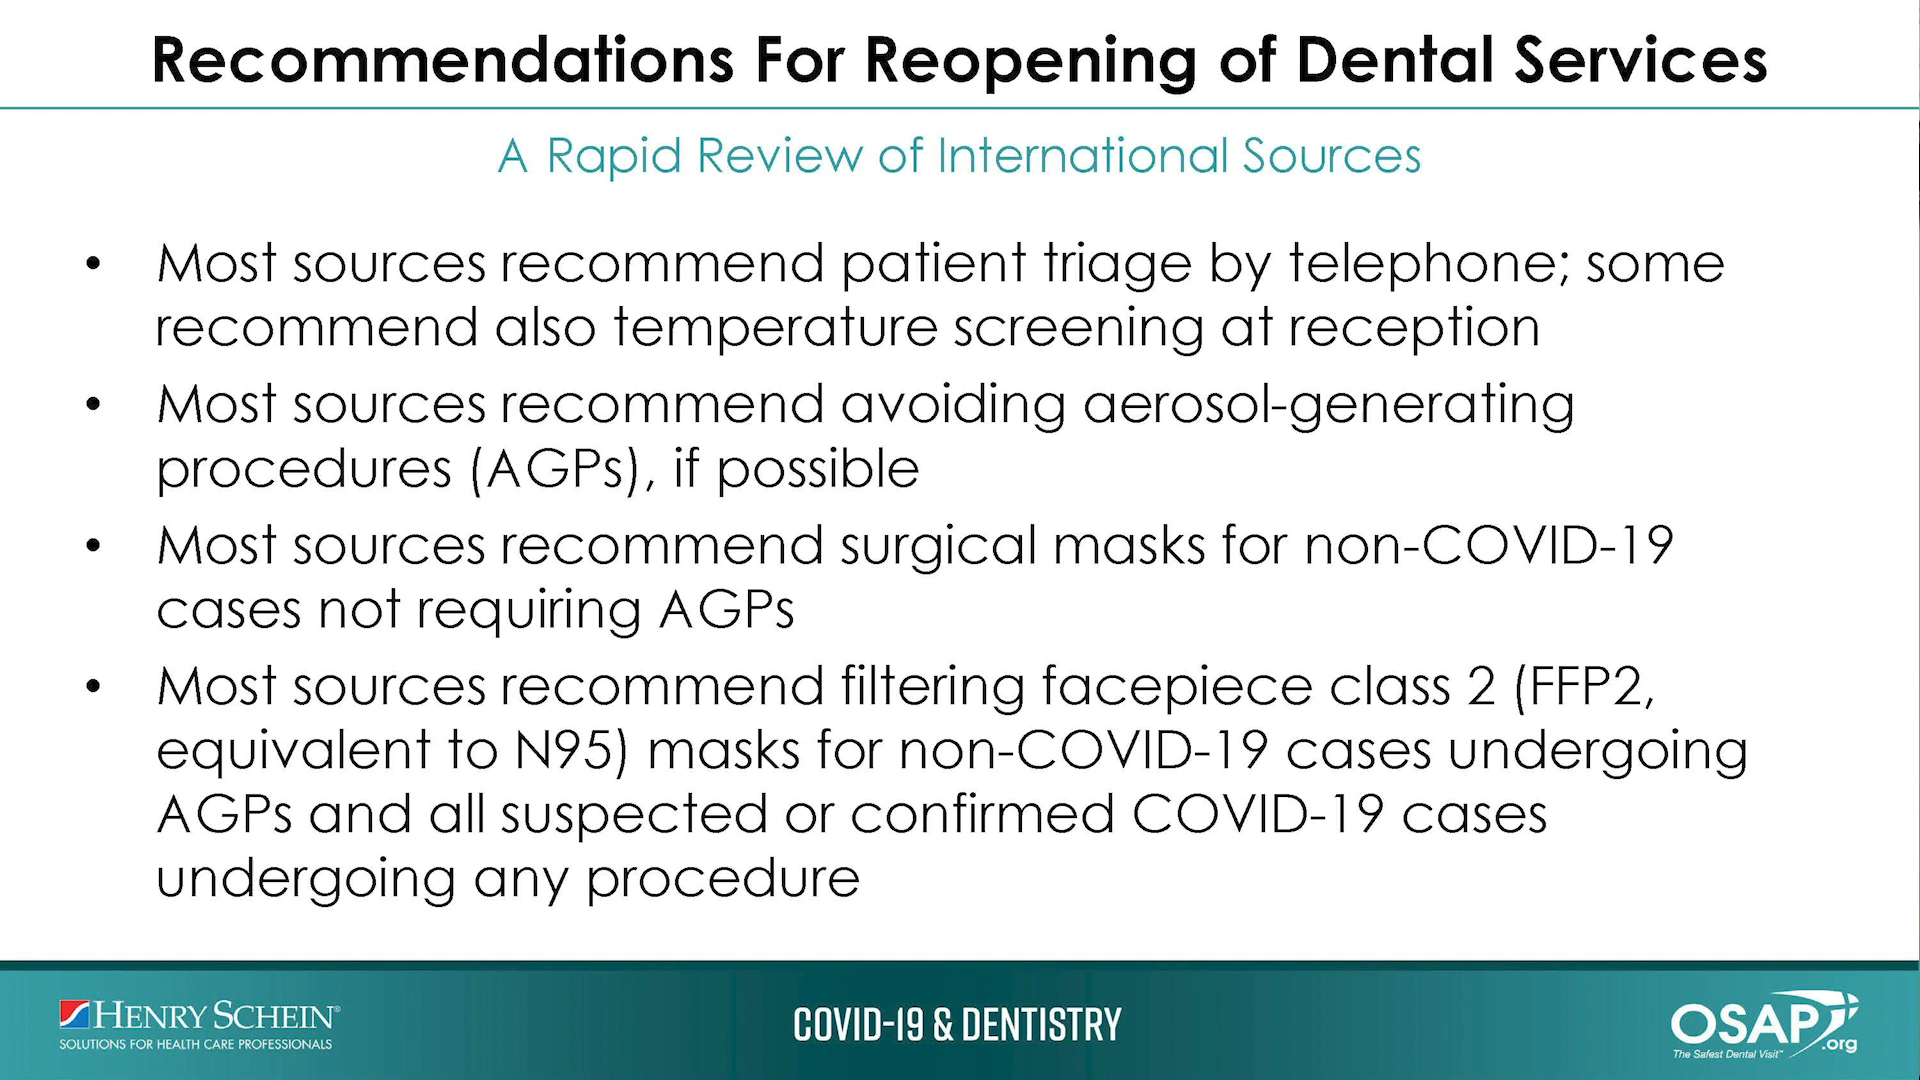 Recommendations For Reopening of Dental Services
A Rapid Review of International Sources
• Most sources recommend patient triage by telephone; some
recommend also temperature screening at reception
• Most sources recommend avoiding aerosol-generating
procedures (AGPs), if possible
• Most sources recommend surgical masks for non-COVID-19
cases not requiring AGPs
• Most sources recommend filtering facepiece class 2 (FFP2,
equivalent to N95) masks for non-COVID-19 cases undergoing
AGPs and all suspected or confirmed COVID-19 cases
undergoing any procedure
HENRY SCHEIN®
SOLUTIONS FOR HEALTH CARE PROFESSIONALS
COVID-19 & DENTISTRY
OSAP
.org
The Safest Dental Visit™